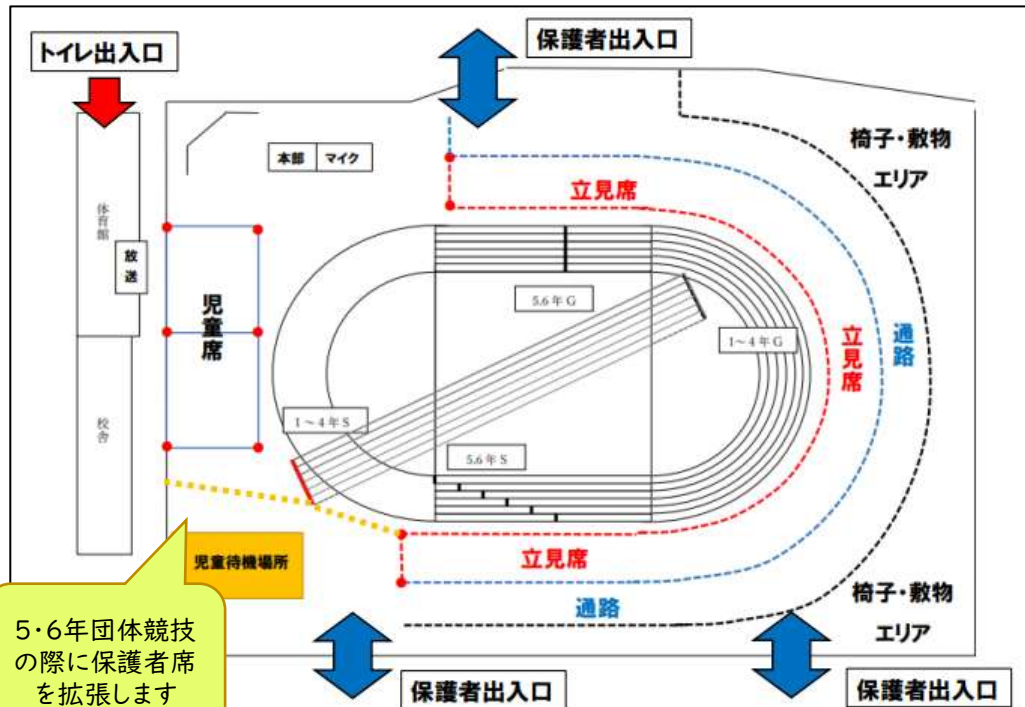 トイレ出入口
保護者出入口
椅子・敷物
エリア
本部 マイク
立見席
体育館
放送
児童席
5.6年G
1～4年G
立見席
通路
校舎
1～4年S
5.6年S
児童待機場所
立見席
通路
椅子・敷物
エリア
5・6年団体競技
の際に保護者席
を拡張します
保護者出入口
保護者出入口